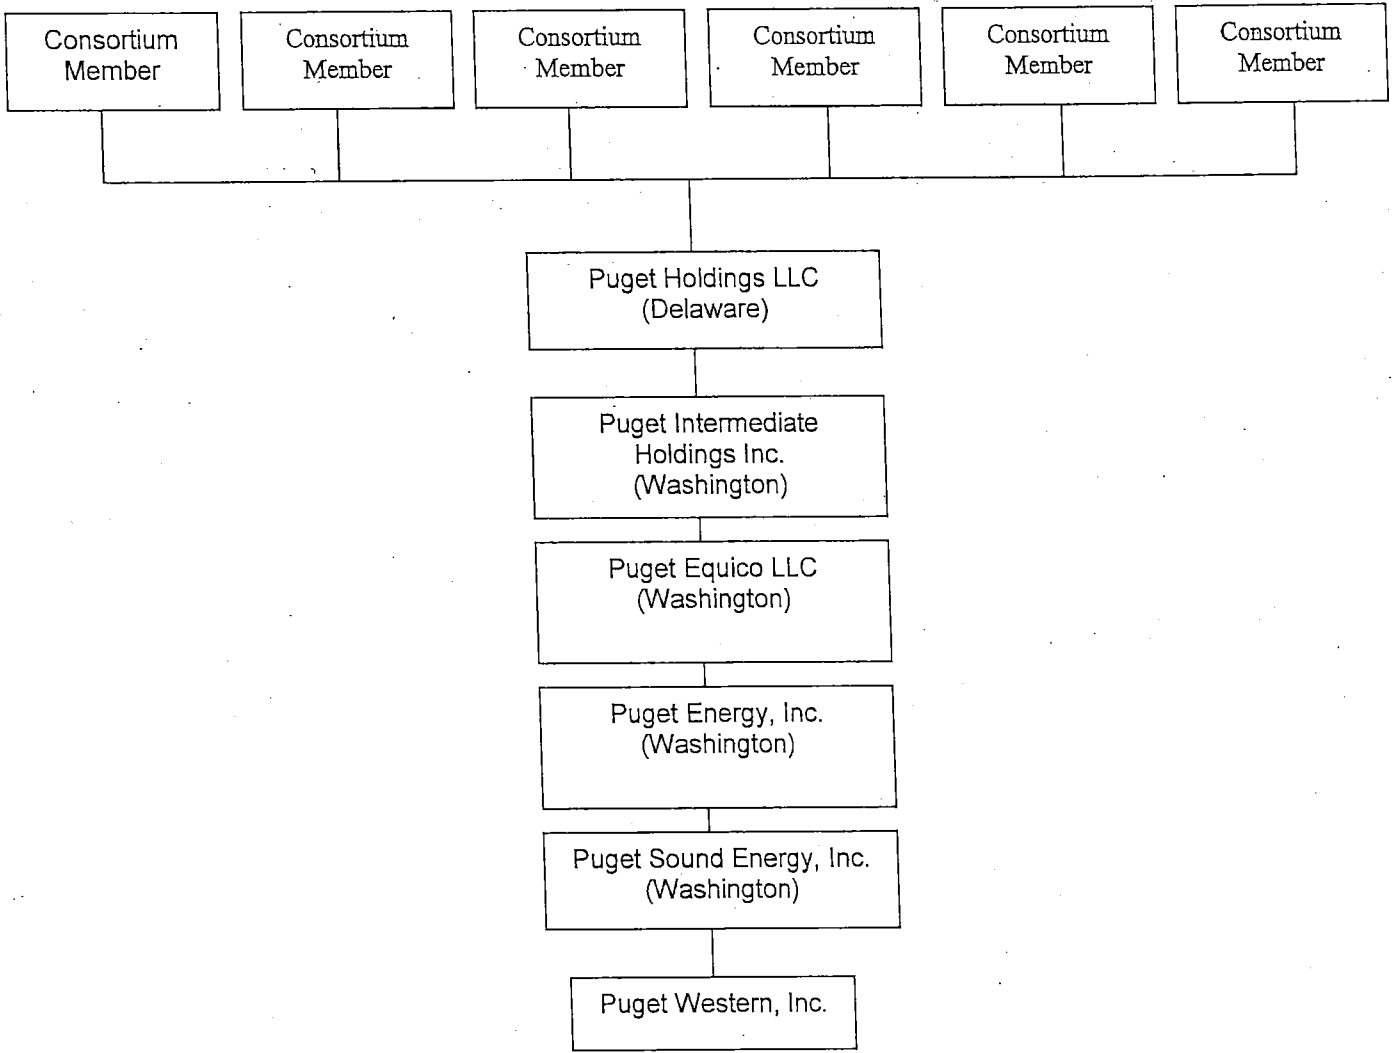 Consortium
Member
Consortium
Member
Consortium
Member
Consortium
Member
Consortium
Member
Consortium
Member
Puget Holdings LLC
(Delaware)
Puget Intermediate
Holdings Inc.
(Washington)
Puget Equico LLC
(Washington)
Puget Energy, Inc.
(Washington)
Puget Sound Energy, Inc.
(Washington)
Puget Western, Inc.